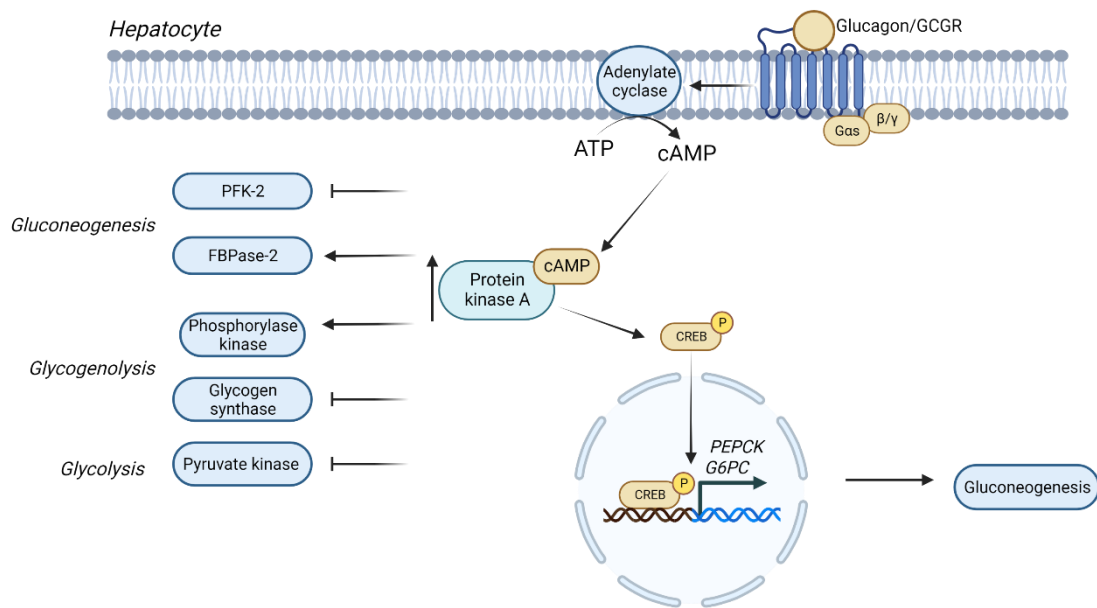 Hepatocyte
Glucagon/GCGR
Adenylate
cyclase
Gαs
β/γ
ATP
cAMP
PFK-2
Gluconeogenesis
FBPase-2
cAMP
Protein
kinase A
Phosphorylase
kinase
Glycogenolysis
Glycogen
synthase
Glycolysis
Pyruvate kinase
P
CREB
PEPCK
G6PC
P
CREB
Gluconeogenesis